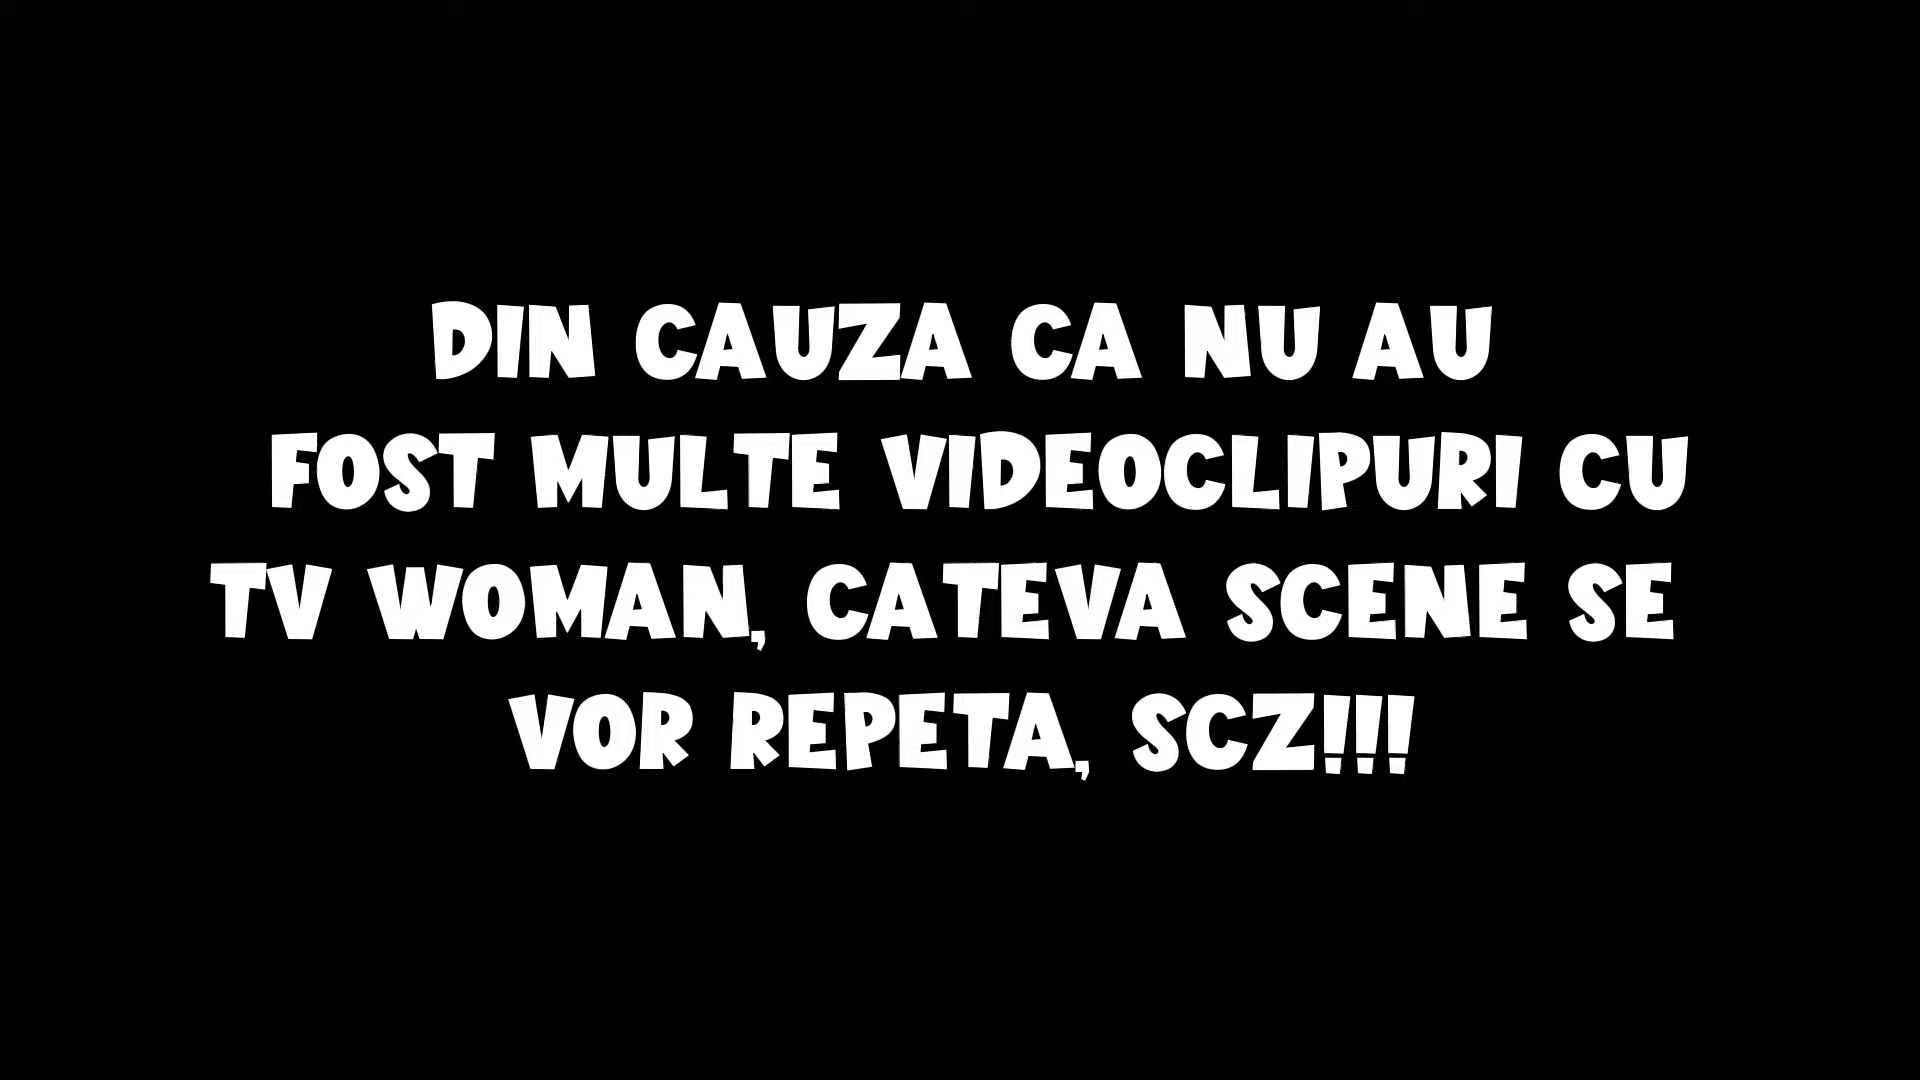 DIN CAUZA CA NU AU
FOST MULTE VIDEOCLIPURI CU
TV WOMAN, CATEVA SCENE SE
VOR REPETA, SCZ!!!